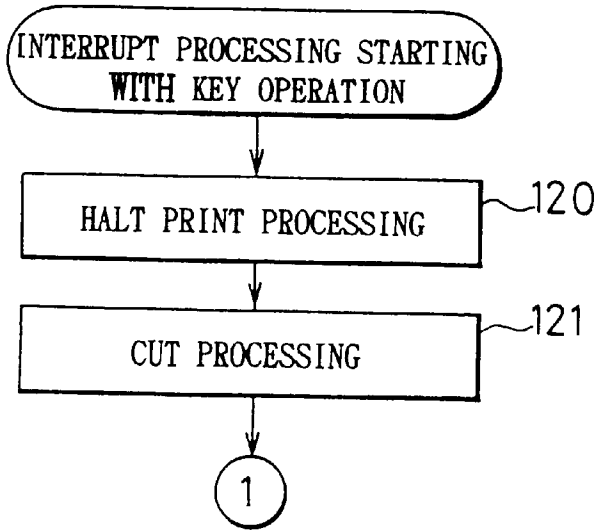 INTERRUPT PROCESSING STARTING
WITH KEY OPERATION
HALT PRINT PROCESSING
120
CUT PROCESSING
121
1